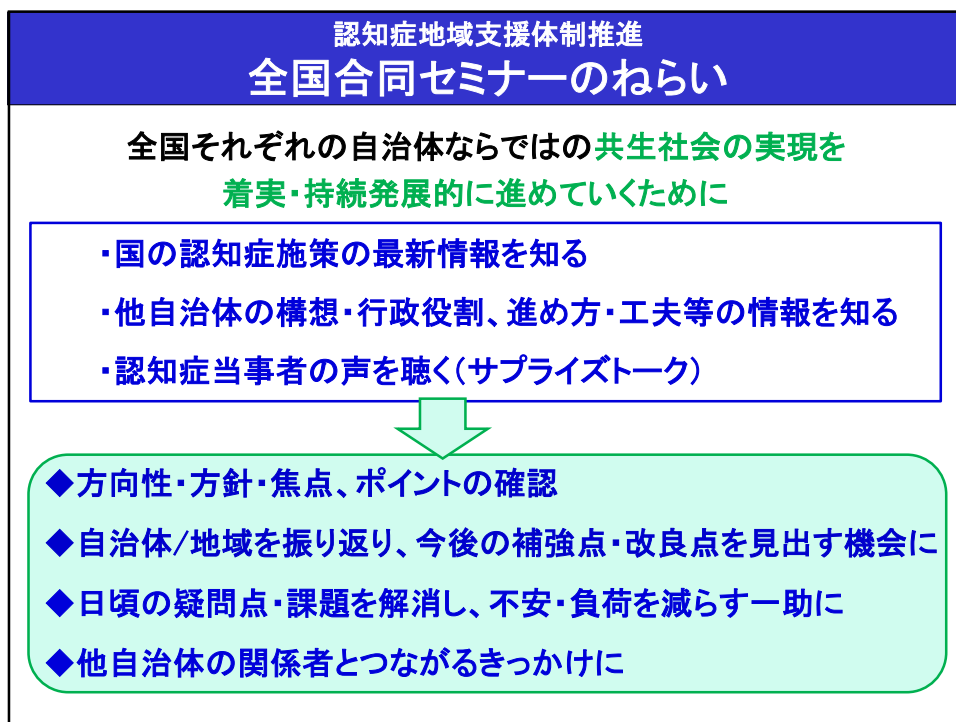 認知症地域支援体制推進
全国合同セミナーのねらい
全国それぞれの自治体ならではの共生社会の実現を
着実・持続発展的に進めていくために
・国の認知症施策の最新情報を知る
・他自治体の構想・行政役割、進め方・工夫等の情報を知る
・認知症当事者の声を聴く(サプライズトーク)
◆方向性・方針・焦点、ポイントの確認
◆自治体/地域を振り返り、今後の補強点・改良点を見出す機会に
◆日頃の疑問点・課題を解消し、不安・負荷を減らす一助に
◆他自治体の関係者とつながるきっかけに